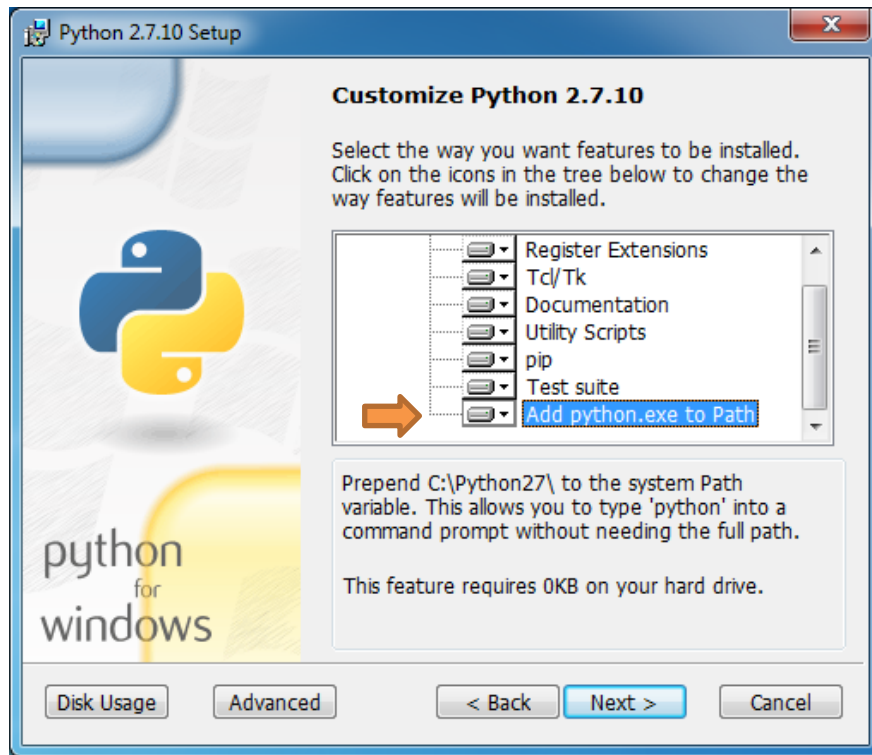 Python 2.7.10 Setup
Customize Python 2.7.10
Select the way you want features to be installed.
Click on the icons in the tree below to change the
way features will be installed.
Register Extensions
Tcl/Tk
Documentation
Utility Scripts
pip
Test suite
Add python.exe to Path
Prepend C:\Python27\ to the system Path
variable. This allows you to type 'python' into a
command prompt without needing the full path.
This feature requires 0KB on your hard drive.
python
for
windows
Disk Usage
Advanced
< Back
Next >
Cancel